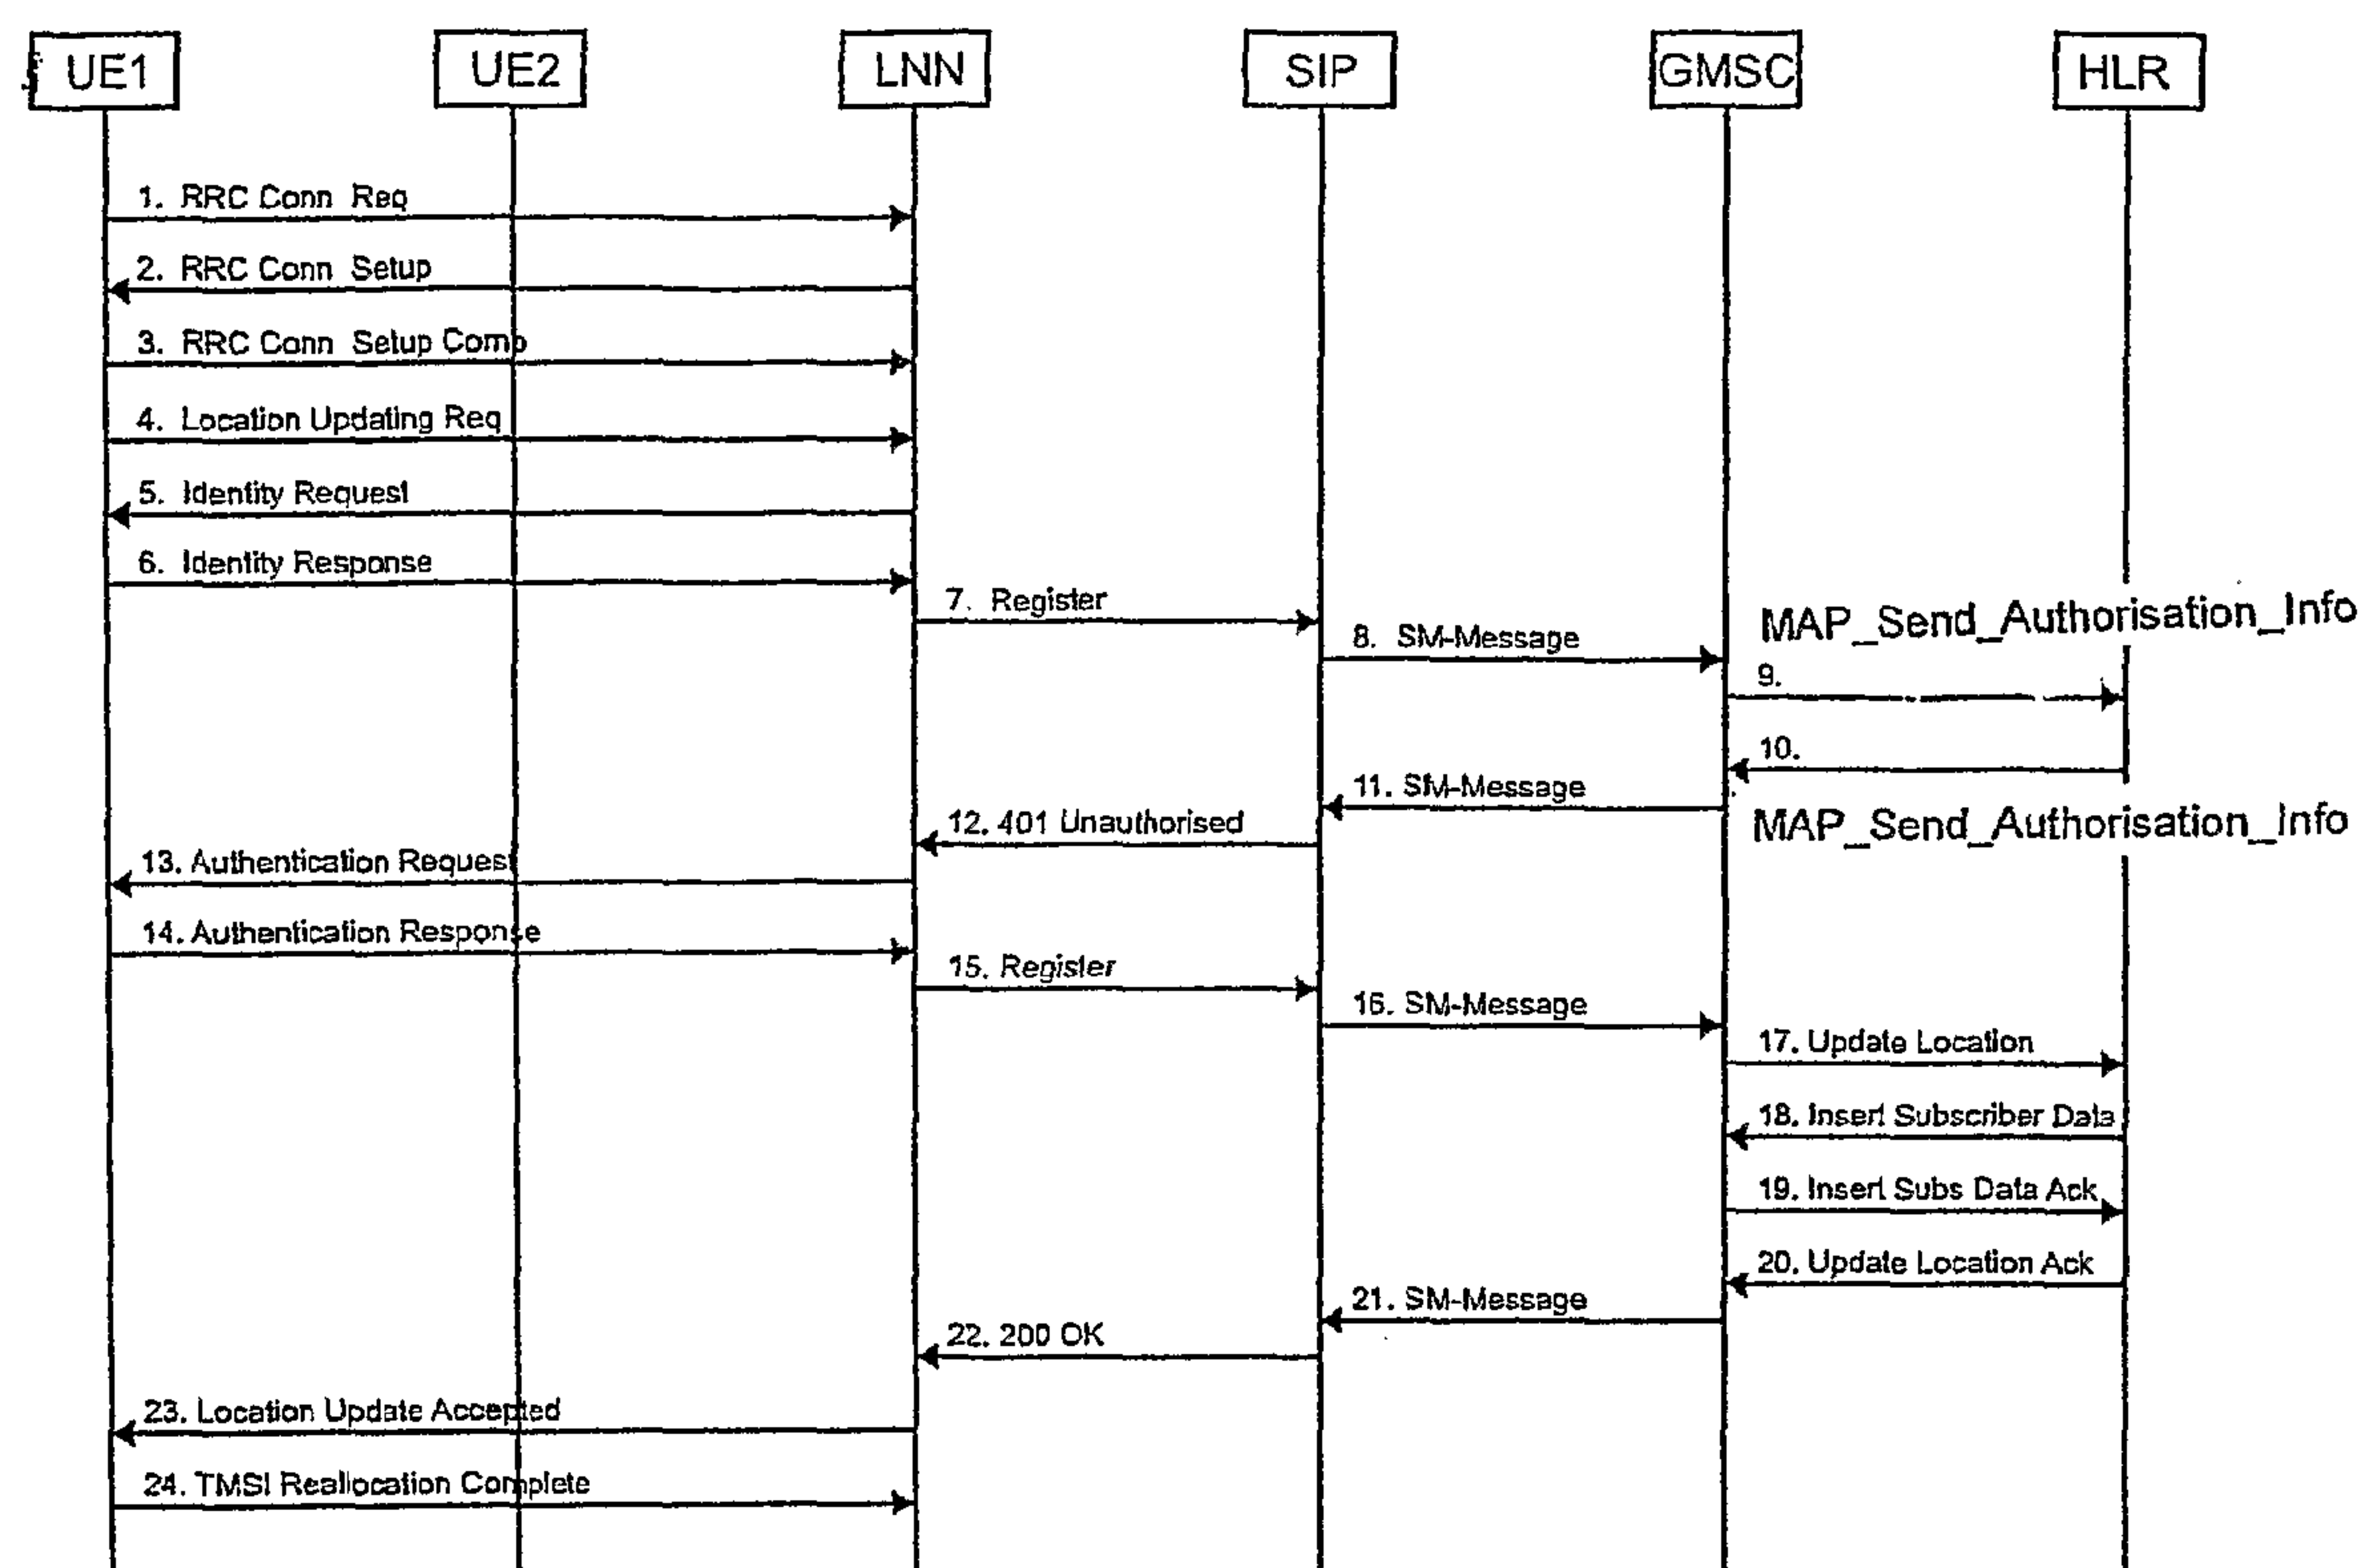 UE1 UE2 LNN SIP GMSC HLR
1. RRC Conn Req
2. RRC Conn Setup
3. RRC Conn Setup Comp
4. Location Updating Req
5. Identity Request
6. Identity Response
7. Register
8. SM-Message
MAP_Send_Authorisation_Info
9.
10.
11. SM-Message
MAP_Send_Authorisation_Info
12. 401 Unauthorised
13. Authentication Request
14. Authentication Response
15. Register
16. SM-Message
17. Update Location
18. Insert Subscriber Data
19. Insert Subs Data Ack
20. Update Location Ack
21. SM-Message
22. 200 OK
23. Location Update Accepted
24. TMSI Reallocation Complete